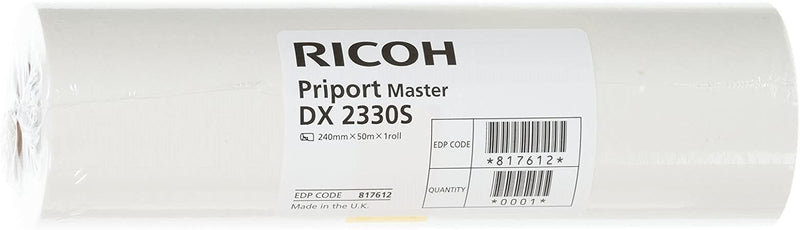 RICOH
Priport Master
DX 2330S
240mm×50m×1roll
EDP CODE 817612
Made in the U.K.
EDP CODE
*817612*
QUANTITY
*0001*